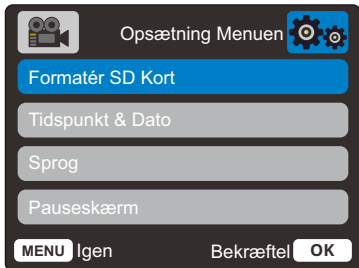 Opsætning Menuen
Formatér SD Kort
Tidspunkt & Dato
Sprog
Pauseskærm
MENU Igen Bekræftel OK